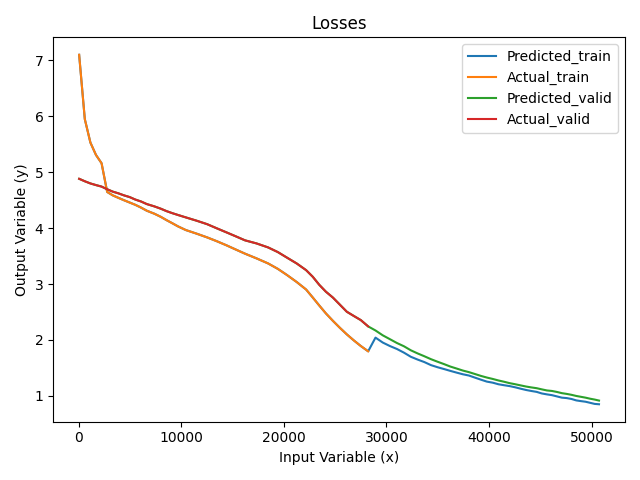 Losses
Predicted_train
Actual_train
Predicted_valid
Actual_valid
7
6
5
4
3
2
1
Output Variable (y)
0 10000 20000 30000 40000 50000
Input Variable (x)